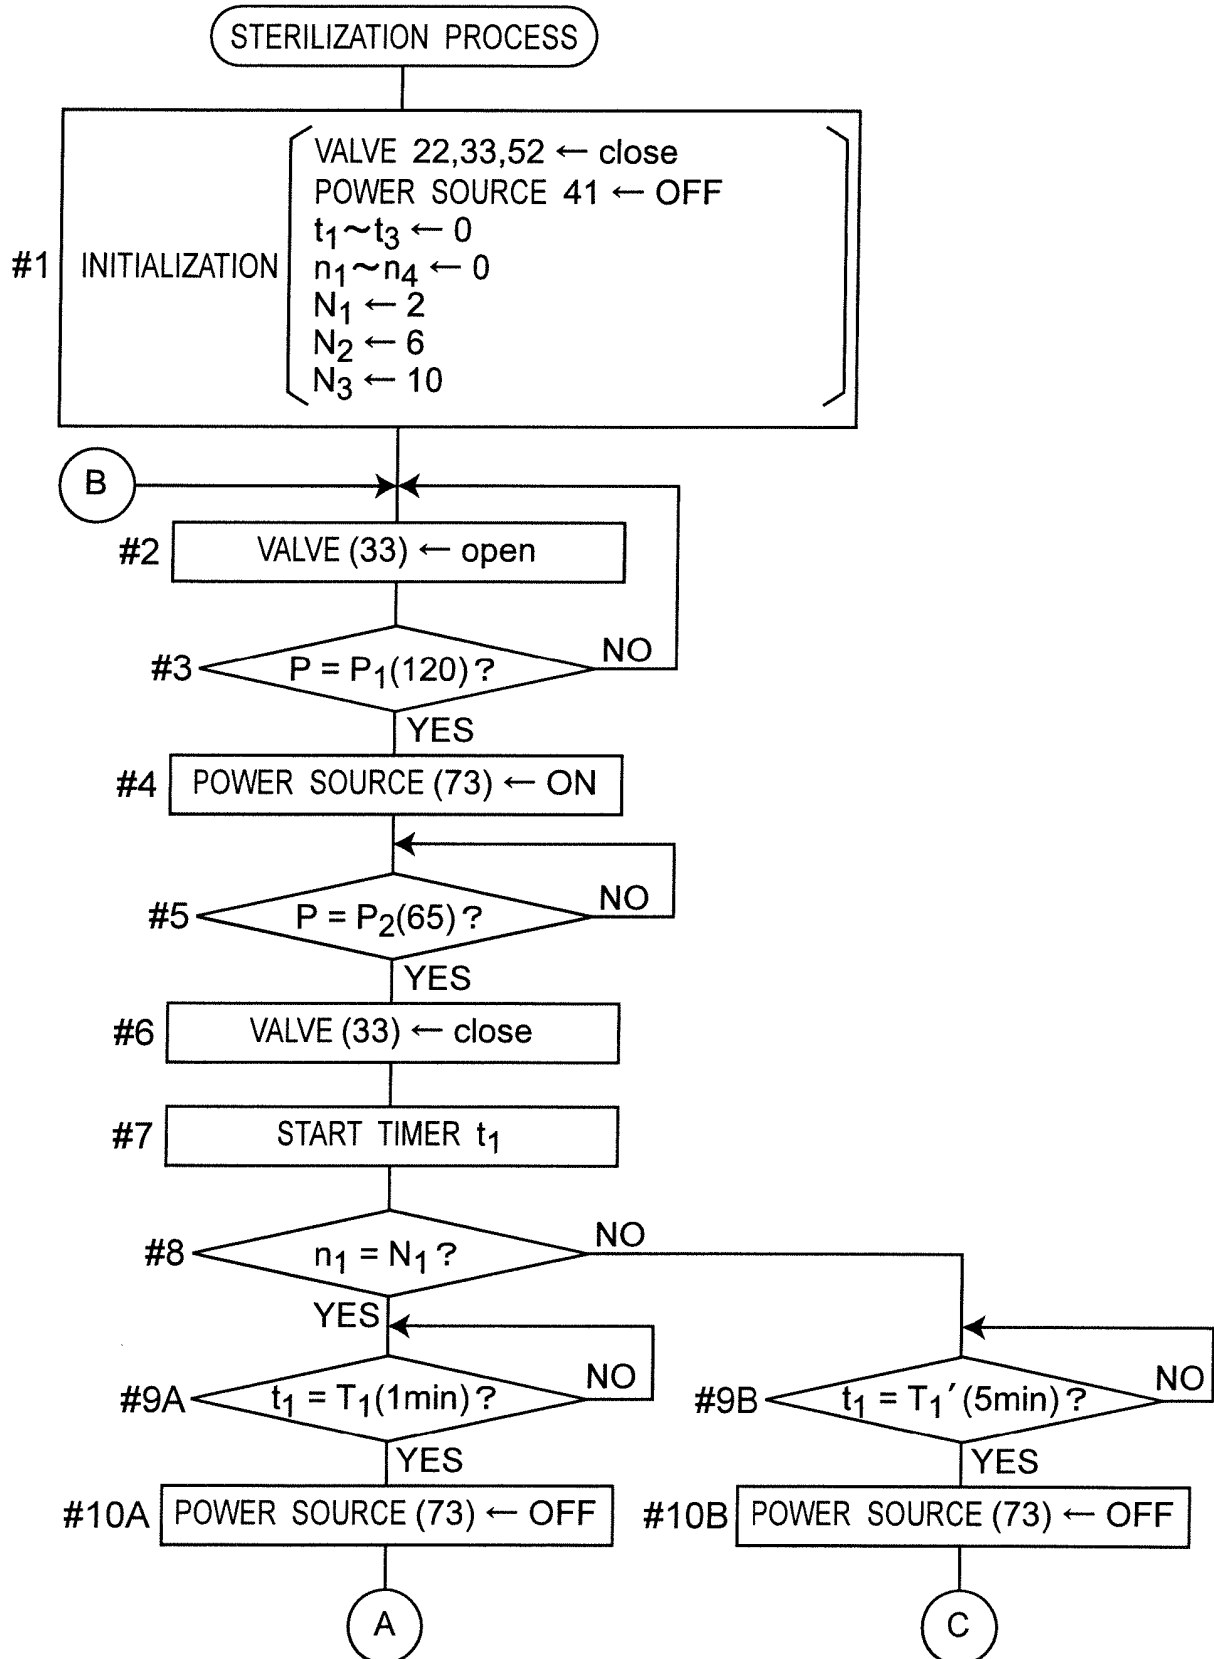 STERILIZATION PROCESS
VALVE 22,33,52 ← close
POWER SOURCE 41 ← OFF
t₁~t₃ ← 0
#1 INITIALIZATION n₁~n₄ ← 0
N₁ ← 2
N₂ ← 6
N₃ ← 10
B
#2 VALVE (33) ← open
#3 P = P₁(120) ? NO
YES
#4 POWER SOURCE (73) ← ON
#5 P = P₂(65) ? NO
YES
#6 VALVE (33) ← close
#7 START TIMER t₁
#8 n₁ = N₁ ? NO
YES
#9A t₁ = T₁(1min) ? NO
#9B t₁ = T₁′(5min) ? NO
YES
YES
#10A POWER SOURCE (73) ← OFF
#10B POWER SOURCE (73) ← OFF
A
C